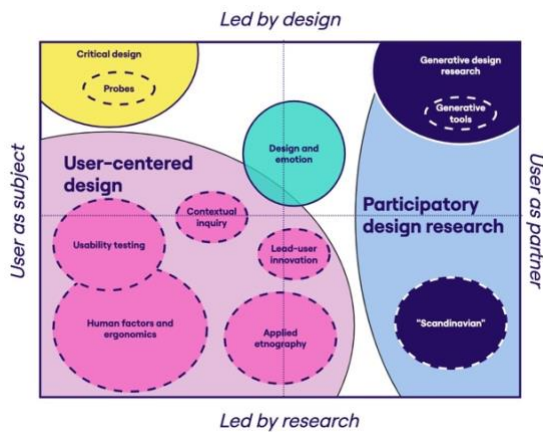 Led by design
Critical design
Probes
Generative design
research
Generative
tools
Design and
emotion
User as subject
User-centered
design
User as partner
Contextual
inquiry
Participatory
design research
Usability testing
Lead-user
innovation
Human factors and
ergonomics
Applied
etnography
"Scandinavian"
Led by research